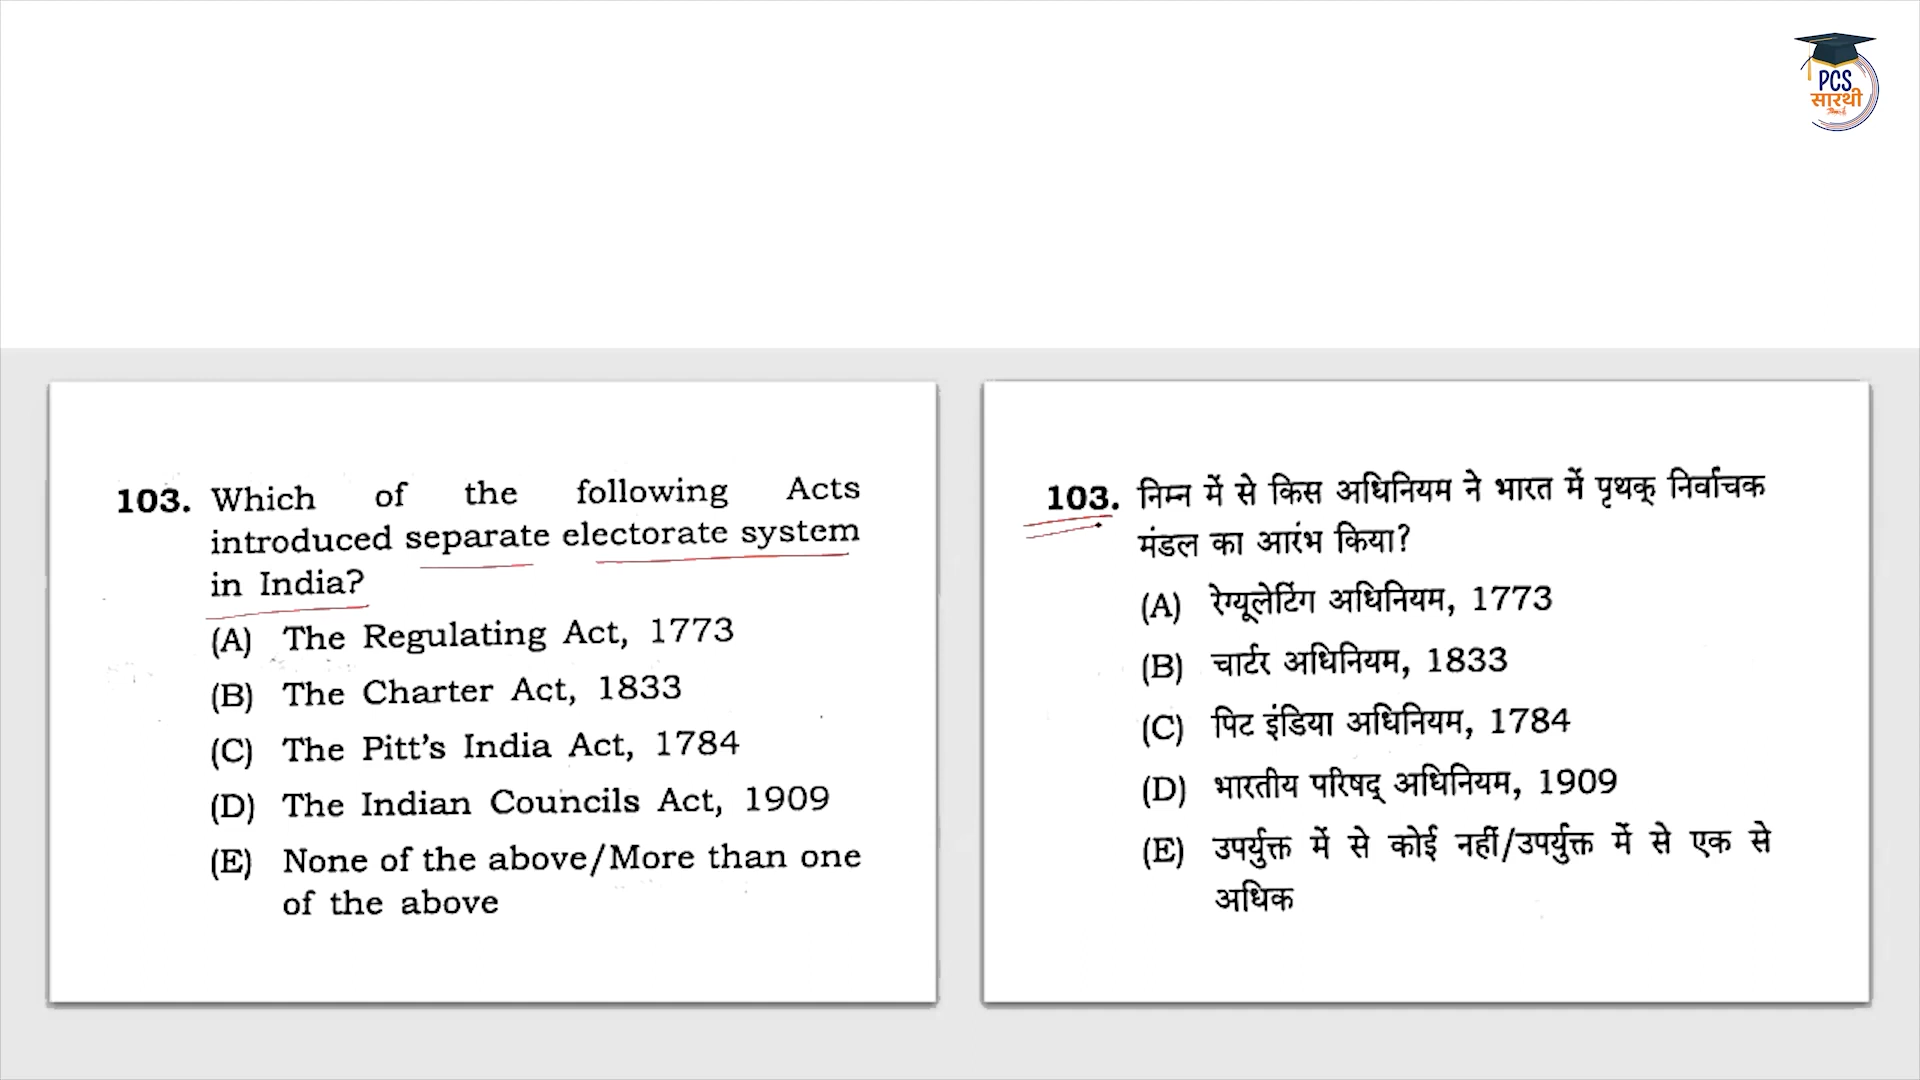 PCS
सारथी
103. Which of the following Acts
introduced separate electorate system
in India?
(A) The Regulating Act, 1773
(B) The Charter Act, 1833
(C) The Pitt's India Act, 1784
(D) The Indian Councils Act, 1909
(E) None of the above/More than one
of the above
103. निम्न में से किस अधिनियम ने भारत में पृथक् निर्वाचक
मंडल का आरंभ किया?
(A) रेग्यूलेटिंग अधिनियम, 1773
(B) चार्टर अधिनियम, 1833
(C) पिट इंडिया अधिनियम, 1784
(D) भारतीय परिषद् अधिनियम, 1909
(E) उपर्युक्त में से कोई नहीं/उपर्युक्त में से एक से
अधिक